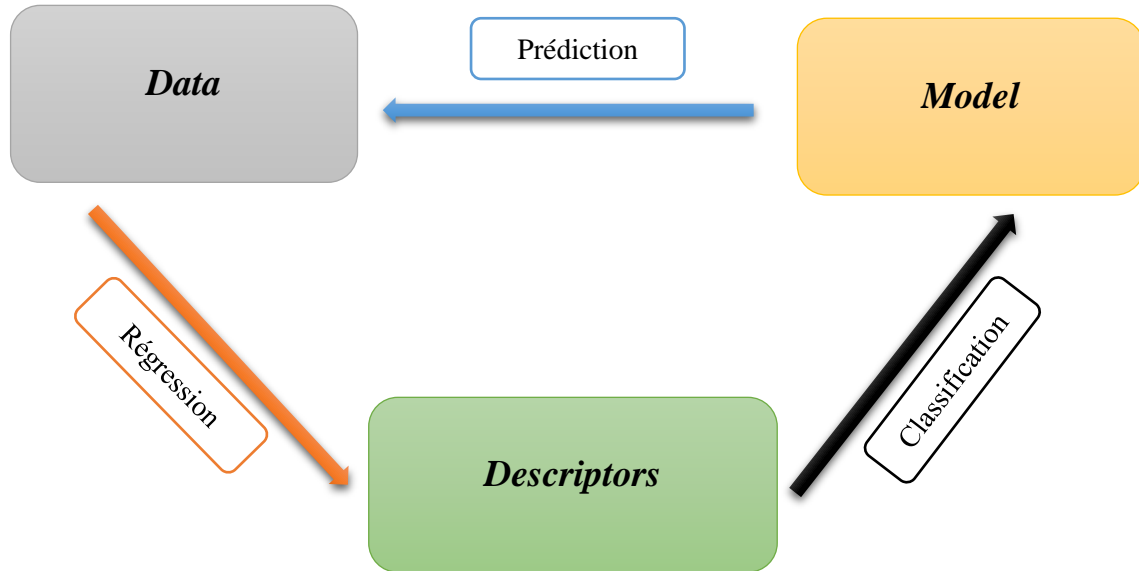 Prédiction
Data
Model
Régression
Classification
Descriptors